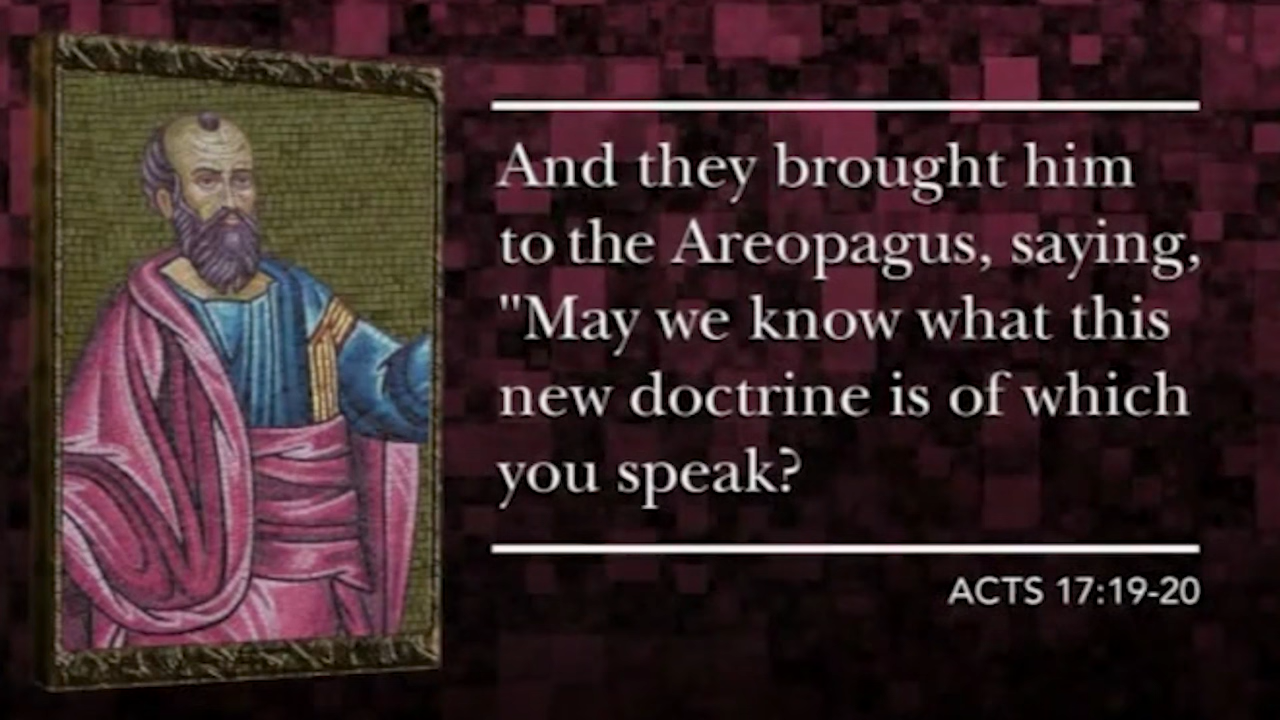 And they brought him
to the Areopagus, saying,
"May we know what this
new doctrine is of which
you speak?
ACTS 17:19-20